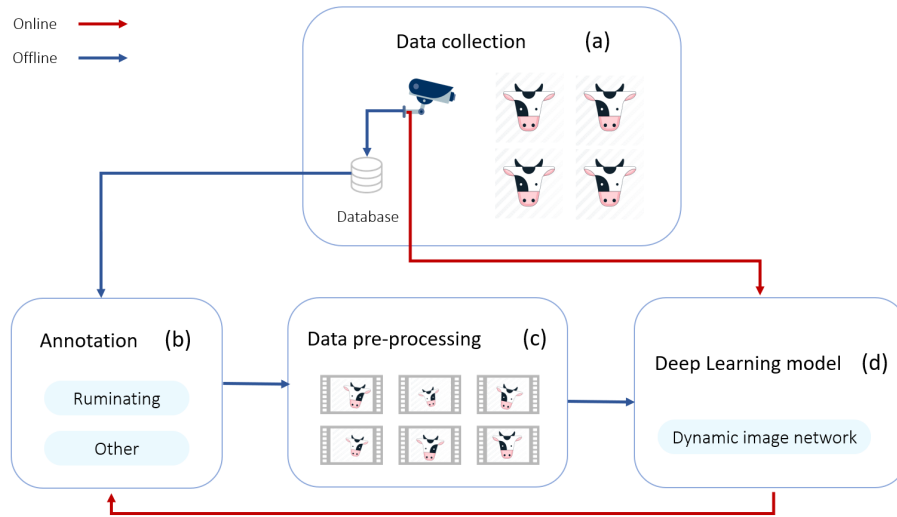 Online
Offline
Data collection (a)
Database
Annotation (b)
Ruminating
Other
Data pre-processing (c)
Deep Learning model (d)
Dynamic image network